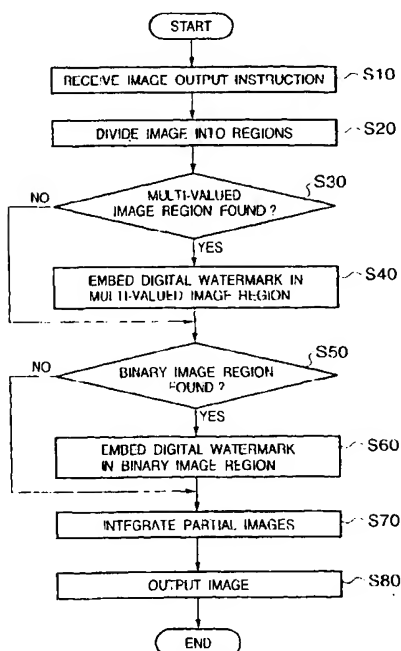 START
RECEIVE IMAGE OUTPUT INSTRUCTION
S10
DIVIDE IMAGE INTO REGIONS
S20
MULTI-VALUED
IMAGE REGION FOUND?
S30
NO
YES
EMBED DIGITAL WATERMARK IN
MULTI-VALUED IMAGE REGION
S40
BINARY IMAGE REGION
FOUND?
S50
NO
YES
EMBED DIGITAL WATERMARK
IN BINARY IMAGE REGION
S60
INTEGRATE PARTIAL IMAGES
S70
OUTPUT IMAGE
S80
END